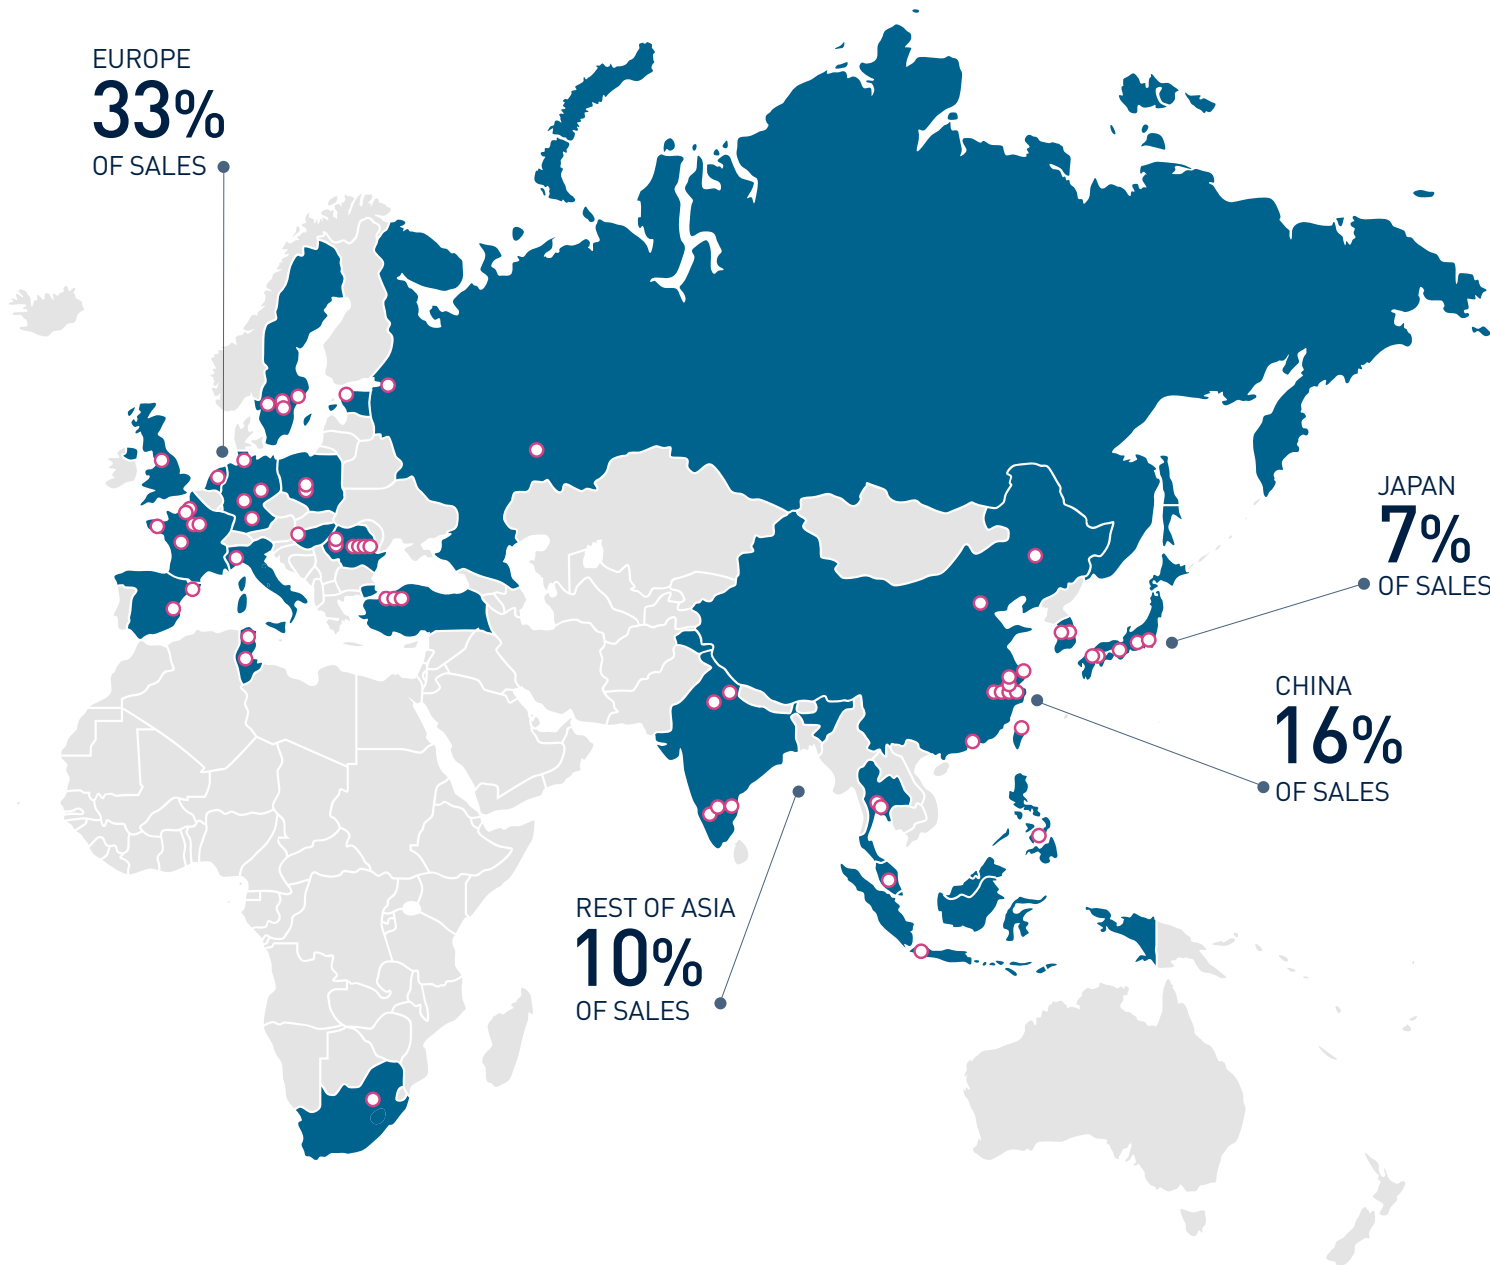 EUROPE
33%
OF SALES
JAPAN
7%
OF SALES
CHINA
16%
OF SALES
REST OF ASIA
10%
OF SALES